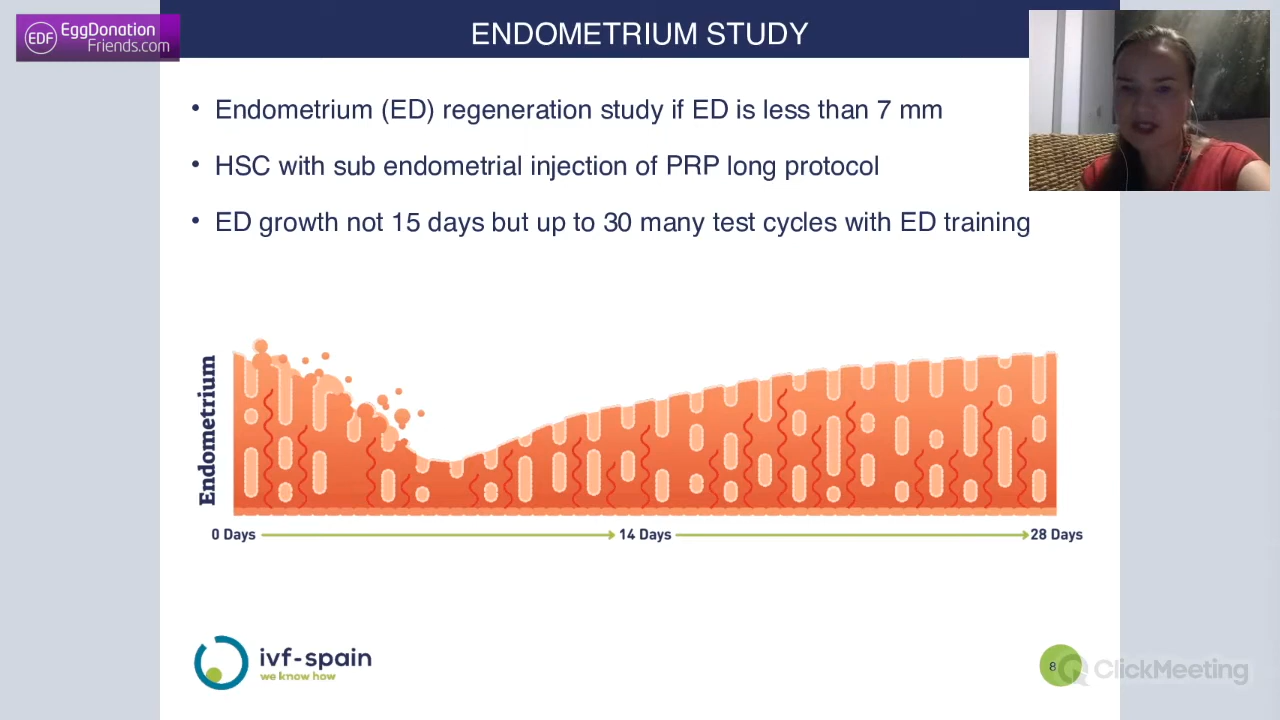 EDF
EggDonation
Friends.com
ENDOMETRIUM STUDY
• Endometrium (ED) regeneration study if ED is less than 7 mm
• HSC with sub endometrial injection of PRP long protocol
• ED growth not 15 days but up to 30 many test cycles with ED training
Endometrium
0 Days
14 Days
28 Days
ivf-spain
we know how
8
ClickMeeting